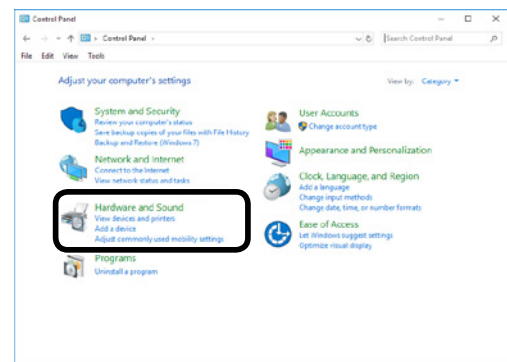 Control Panel
Control Panel
Search Control Panel
File Edit View Tools
Adjust your computer's settings
View by: Category
System and Security
Review your computer's status
Save backup copies of your files with File History
Backup and Restore (Windows 7)
Network and Internet
Connect to the Internet
View network status and tasks
Hardware and Sound
View devices and printers
Add a device
Adjust commonly used mobility settings
Programs
Uninstall a program
User Accounts
Change account type
Appearance and Personalization
Clock, Language, and Region
Add a language
Change input methods
Change date, time, or number formats
Ease of Access
Let Windows suggest settings
Optimize visual display